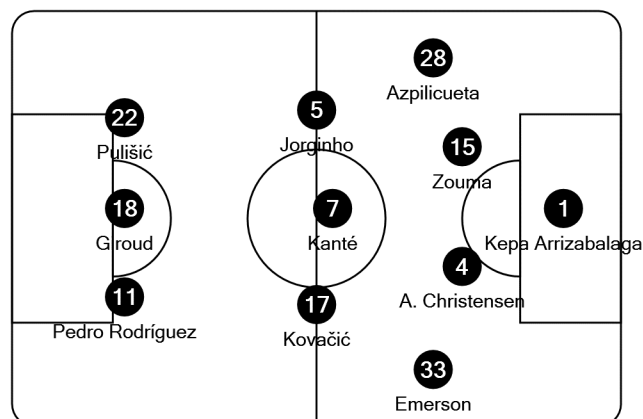 28
Azpilicueta
22
Pulišić
5
Jorginho
15
Zouma
18
Giroud
7
Kanté
1
Kepa Arrizabalaga
11
Pedro Rodríguez
17
Kovačić
4
A. Christensen
33
Emerson